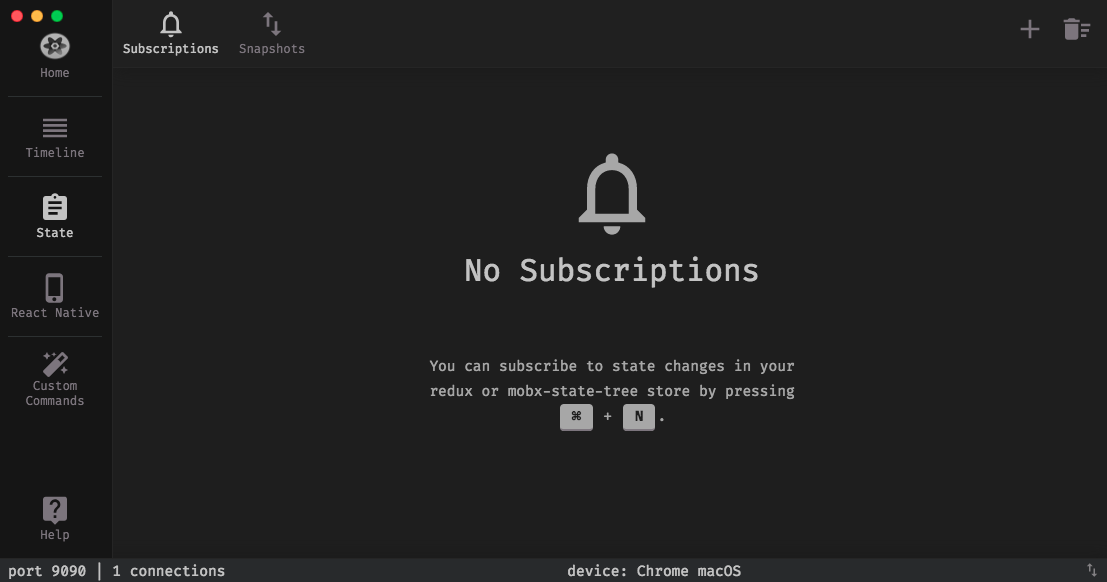 Subscriptions
Snapshots
Home
Timeline
State
React Native
Custom
Commands
Help
No Subscriptions
You can subscribe to state changes in your
redux or mobx-state-tree store by pressing
⌘ + N .
port 9090 | 1 connections
device: Chrome macOS